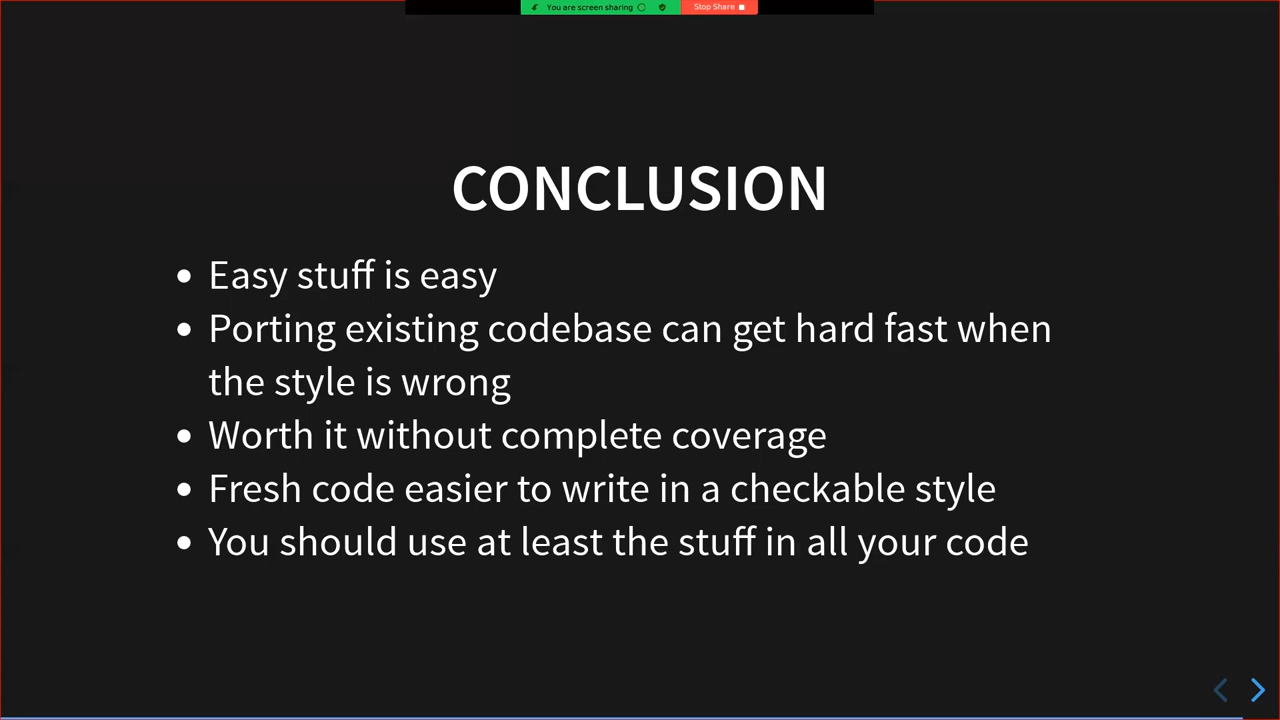 You are screen sharing
Stop Share
CONCLUSION
• Easy stuff is easy
• Porting existing codebase can get hard fast when
the style is wrong
• Worth it without complete coverage
• Fresh code easier to write in a checkable style
• You should use at least the stuff in all your code